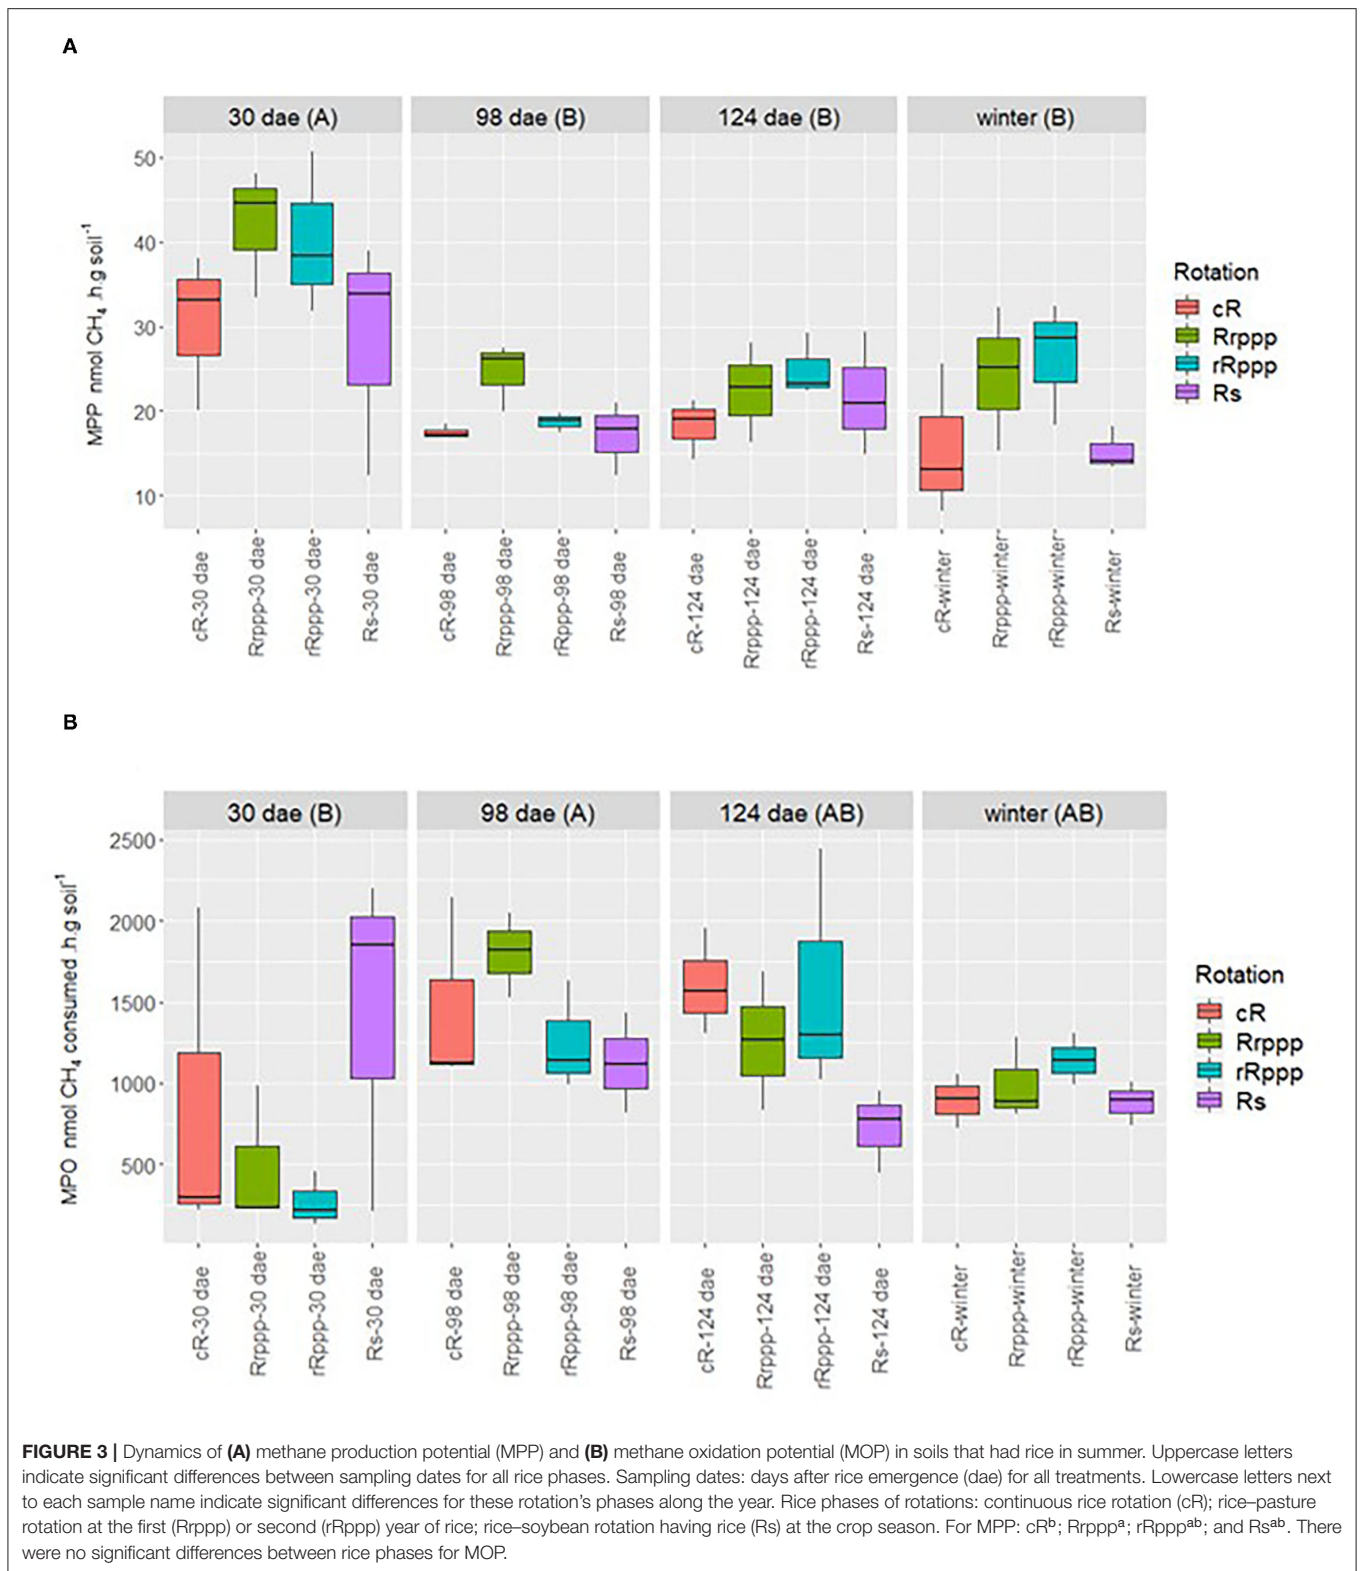 A
30 dae (A) 98 dae (B) 124 dae (B) winter (B)
MPP nmol CH₄ .h.g soil⁻¹
50
40
30
20
10
cR-30 dae
Rrppp-30 dae
rRppp-30 dae
Rs-30 dae
cR-98 dae
Rrppp-98 dae
rRppp-98 dae
Rs-98 dae
cR-124 dae
Rrppp-124 dae
rRppp-124 dae
Rs-124 dae
cR-winter
Rrppp-winter
rRppp-winter
Rs-winter
Rotation
cR
Rrppp
rRppp
Rs
B
30 dae (B) 98 dae (A) 124 dae (AB) winter (AB)
MPO nmol CH₄ consumed .h.g soil⁻¹
2500
2000
1500
1000
500
cR-30 dae
Rrppp-30 dae
rRppp-30 dae
Rs-30 dae
cR-98 dae
Rrppp-98 dae
rRppp-98 dae
Rs-98 dae
cR-124 dae
Rrppp-124 dae
rRppp-124 dae
Rs-124 dae
cR-winter
Rrppp-winter
rRppp-winter
Rs-winter
Rotation
cR
Rrppp
rRppp
Rs
FIGURE 3 | Dynamics of (A) methane production potential (MPP) and (B) methane oxidation potential (MOP) in soils that had rice in summer. Uppercase letters
indicate significant differences between sampling dates for all rice phases. Sampling dates: days after rice emergence (dae) for all treatments. Lowercase letters next
to each sample name indicate significant differences for these rotation's phases along the year. Rice phases of rotations: continuous rice rotation (cR); rice–pasture
rotation at the first (Rrppp) or second (rRppp) year of rice; rice–soybean rotation having rice (Rs) at the crop season. For MPP: cRᵇ; Rrpppᵃ; rRpppᵃᵇ; and Rsᵃᵇ. There
were no significant differences between rice phases for MOP.